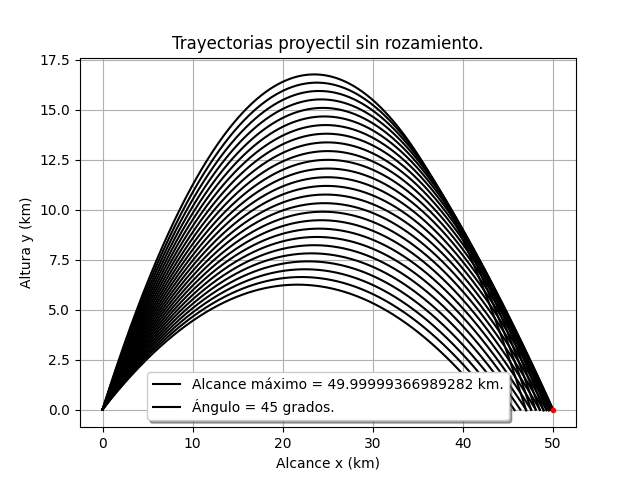 Trayectorias proyectil sin rozamiento.
17.5
15.0
12.5
10.0
7.5
5.0
2.5
0.0
Altura y (km)
Alcance máximo = 49.99999366989282 km.
Ángulo = 45 grados.
0 10 20 30 40 50
Alcance x (km)